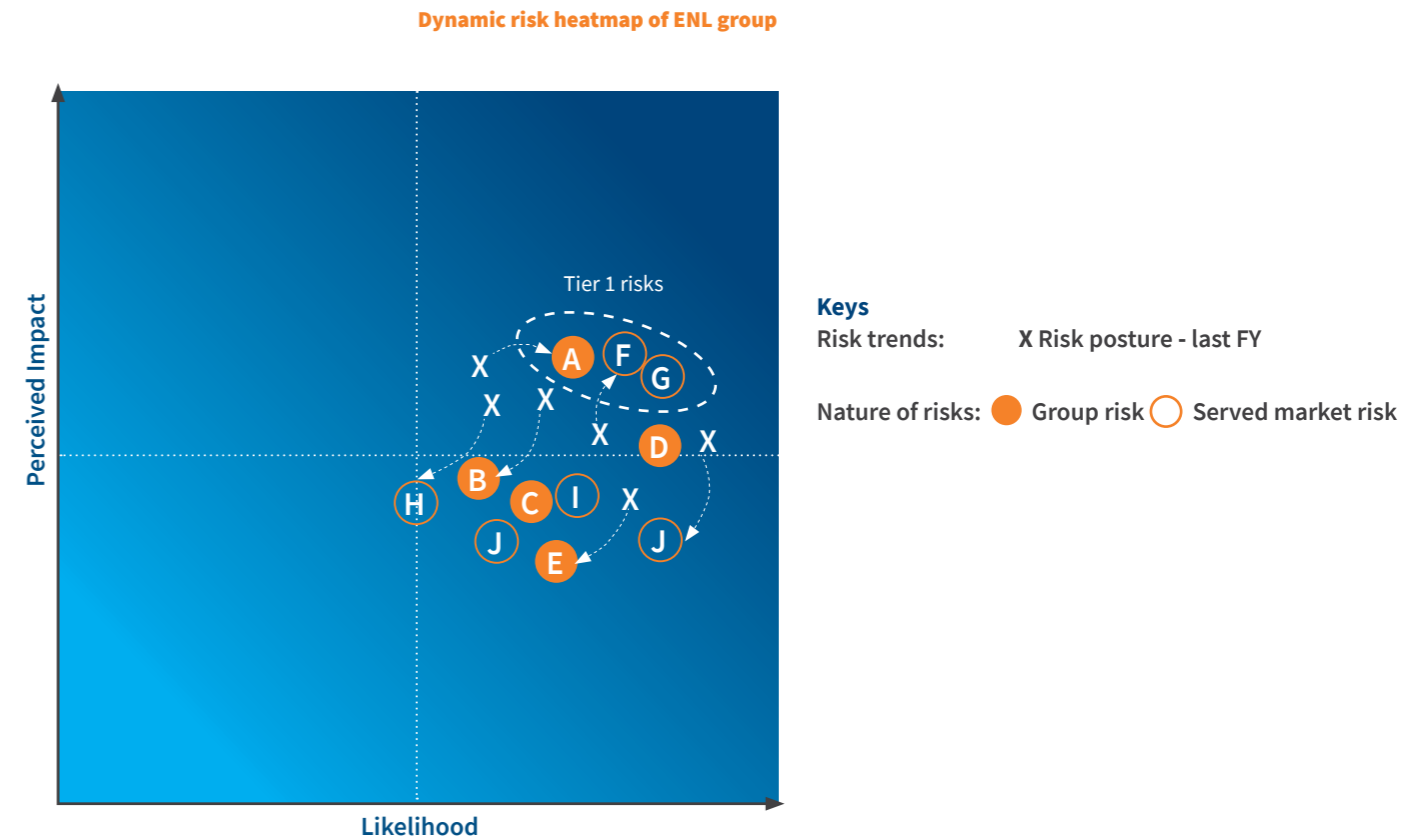 Dynamic risk heatmap of ENL group
Perceived Impact
Tier 1 risks
A
F
G
X
X
X
X
D
X
B
H
C
I
X
J
J
E
Likelihood
Keys
Risk trends: X Risk posture - last FY
Nature of risks: Group risk Served market risk